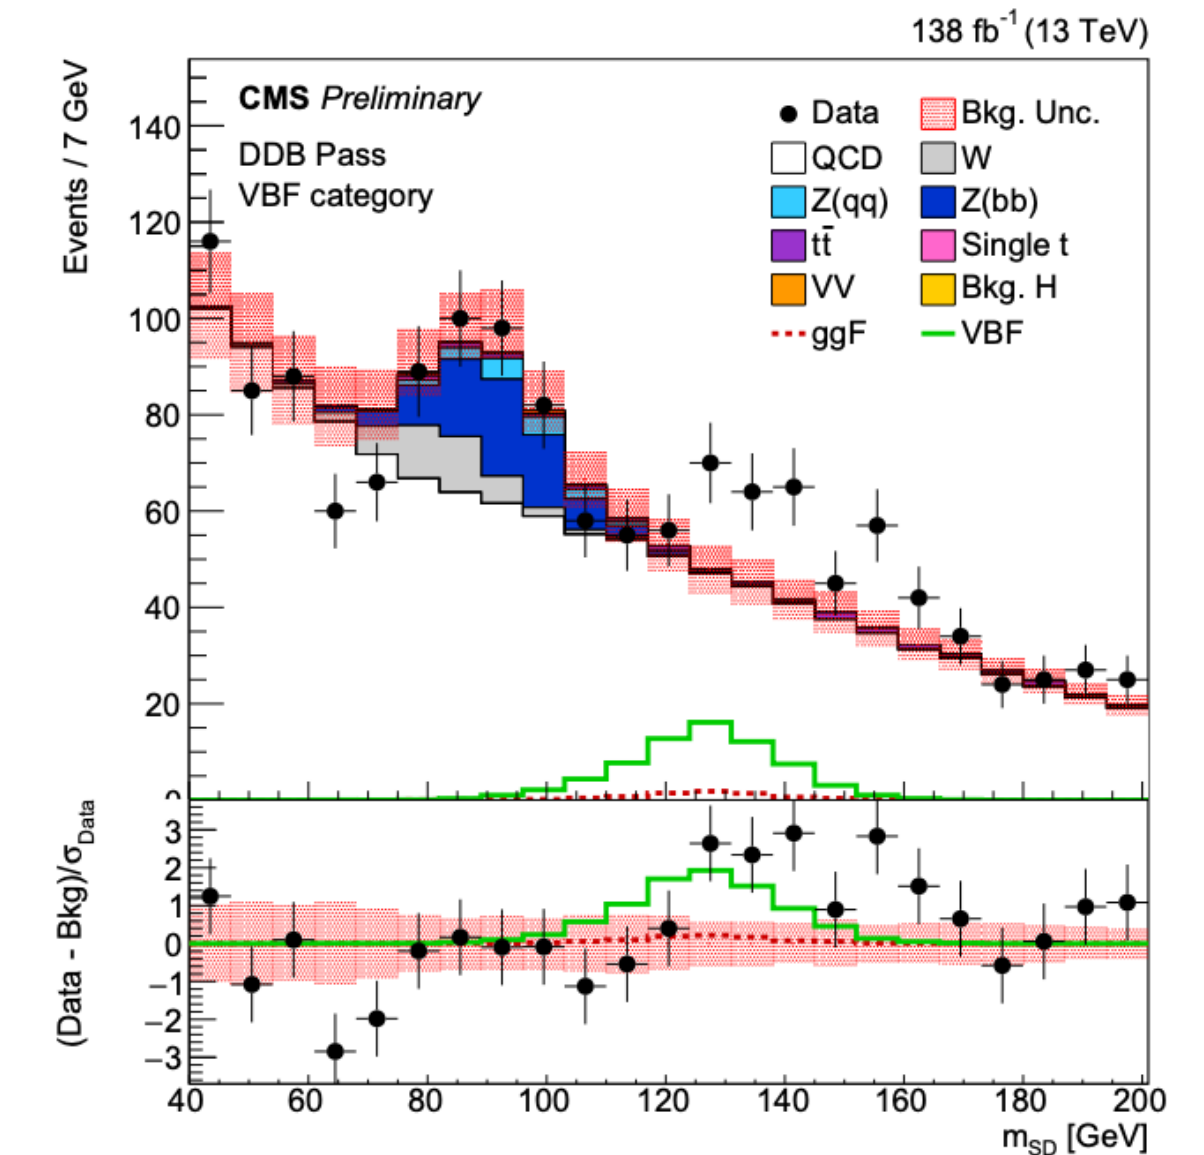 138 fb⁻¹ (13 TeV)
Events / 7 GeV
CMS Preliminary
DDB Pass
VBF category
Data
Bkg. Unc.
QCD
W
Z(qq)
Z(bb)
tt̄
Single t
VV
Bkg. H
ggF
VBF
140
120
100
80
60
40
20
0
(Data - Bkg)/σ_Data
3
2
1
0
−1
−2
−3
40 60 80 100 120 140 160 180 200
m_SD [GeV]